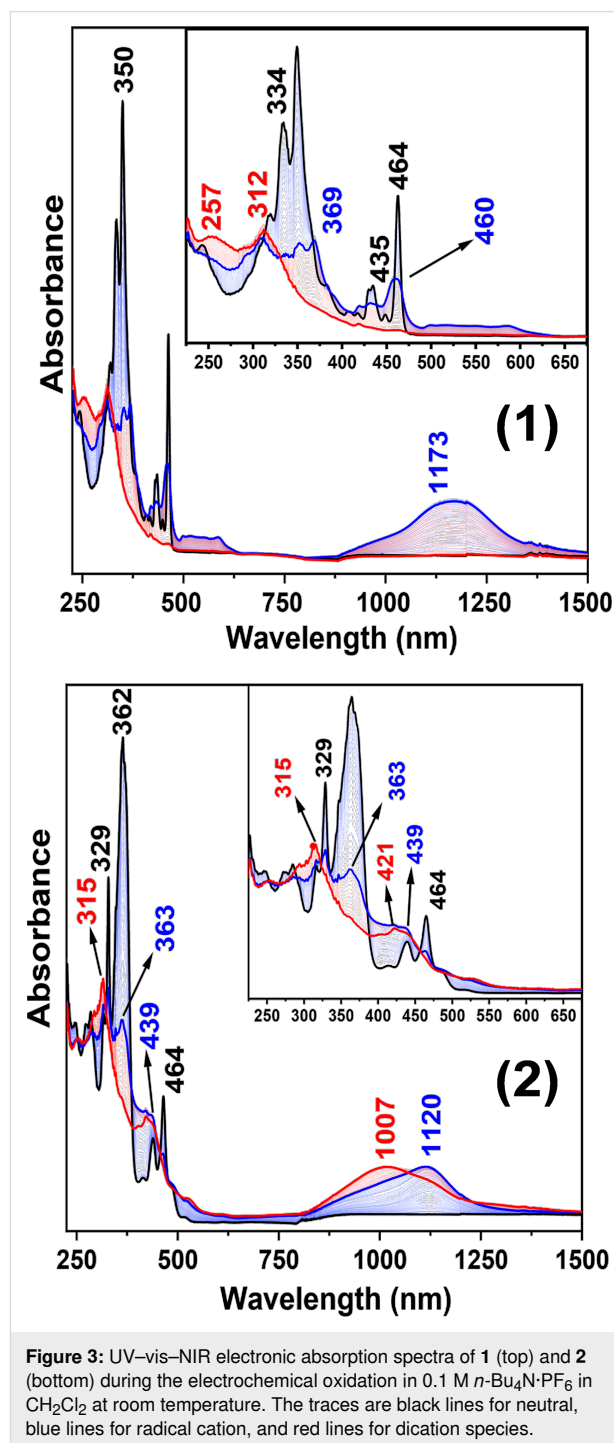 350
334
464
257
312
369
435
460
225 250 300 350 400 450 500 550 600 650
Absorbance
(1)
1173
250 500 750 1000 1250 1500
Wavelength (nm)
362
329
315
363
439
464
315
329
363
421
439
464
225 250 300 350 400 450 500 550 600 650
Absorbance
(2)
1007
1120
250 500 750 1000 1250 1500
Wavelength (nm)
Figure 3: UV–vis–NIR electronic absorption spectra of 1 (top) and 2
(bottom) during the electrochemical oxidation in 0.1 M n-Bu₄N·PF₆ in
CH₂Cl₂ at room temperature. The traces are black lines for neutral,
blue lines for radical cation, and red lines for dication species.